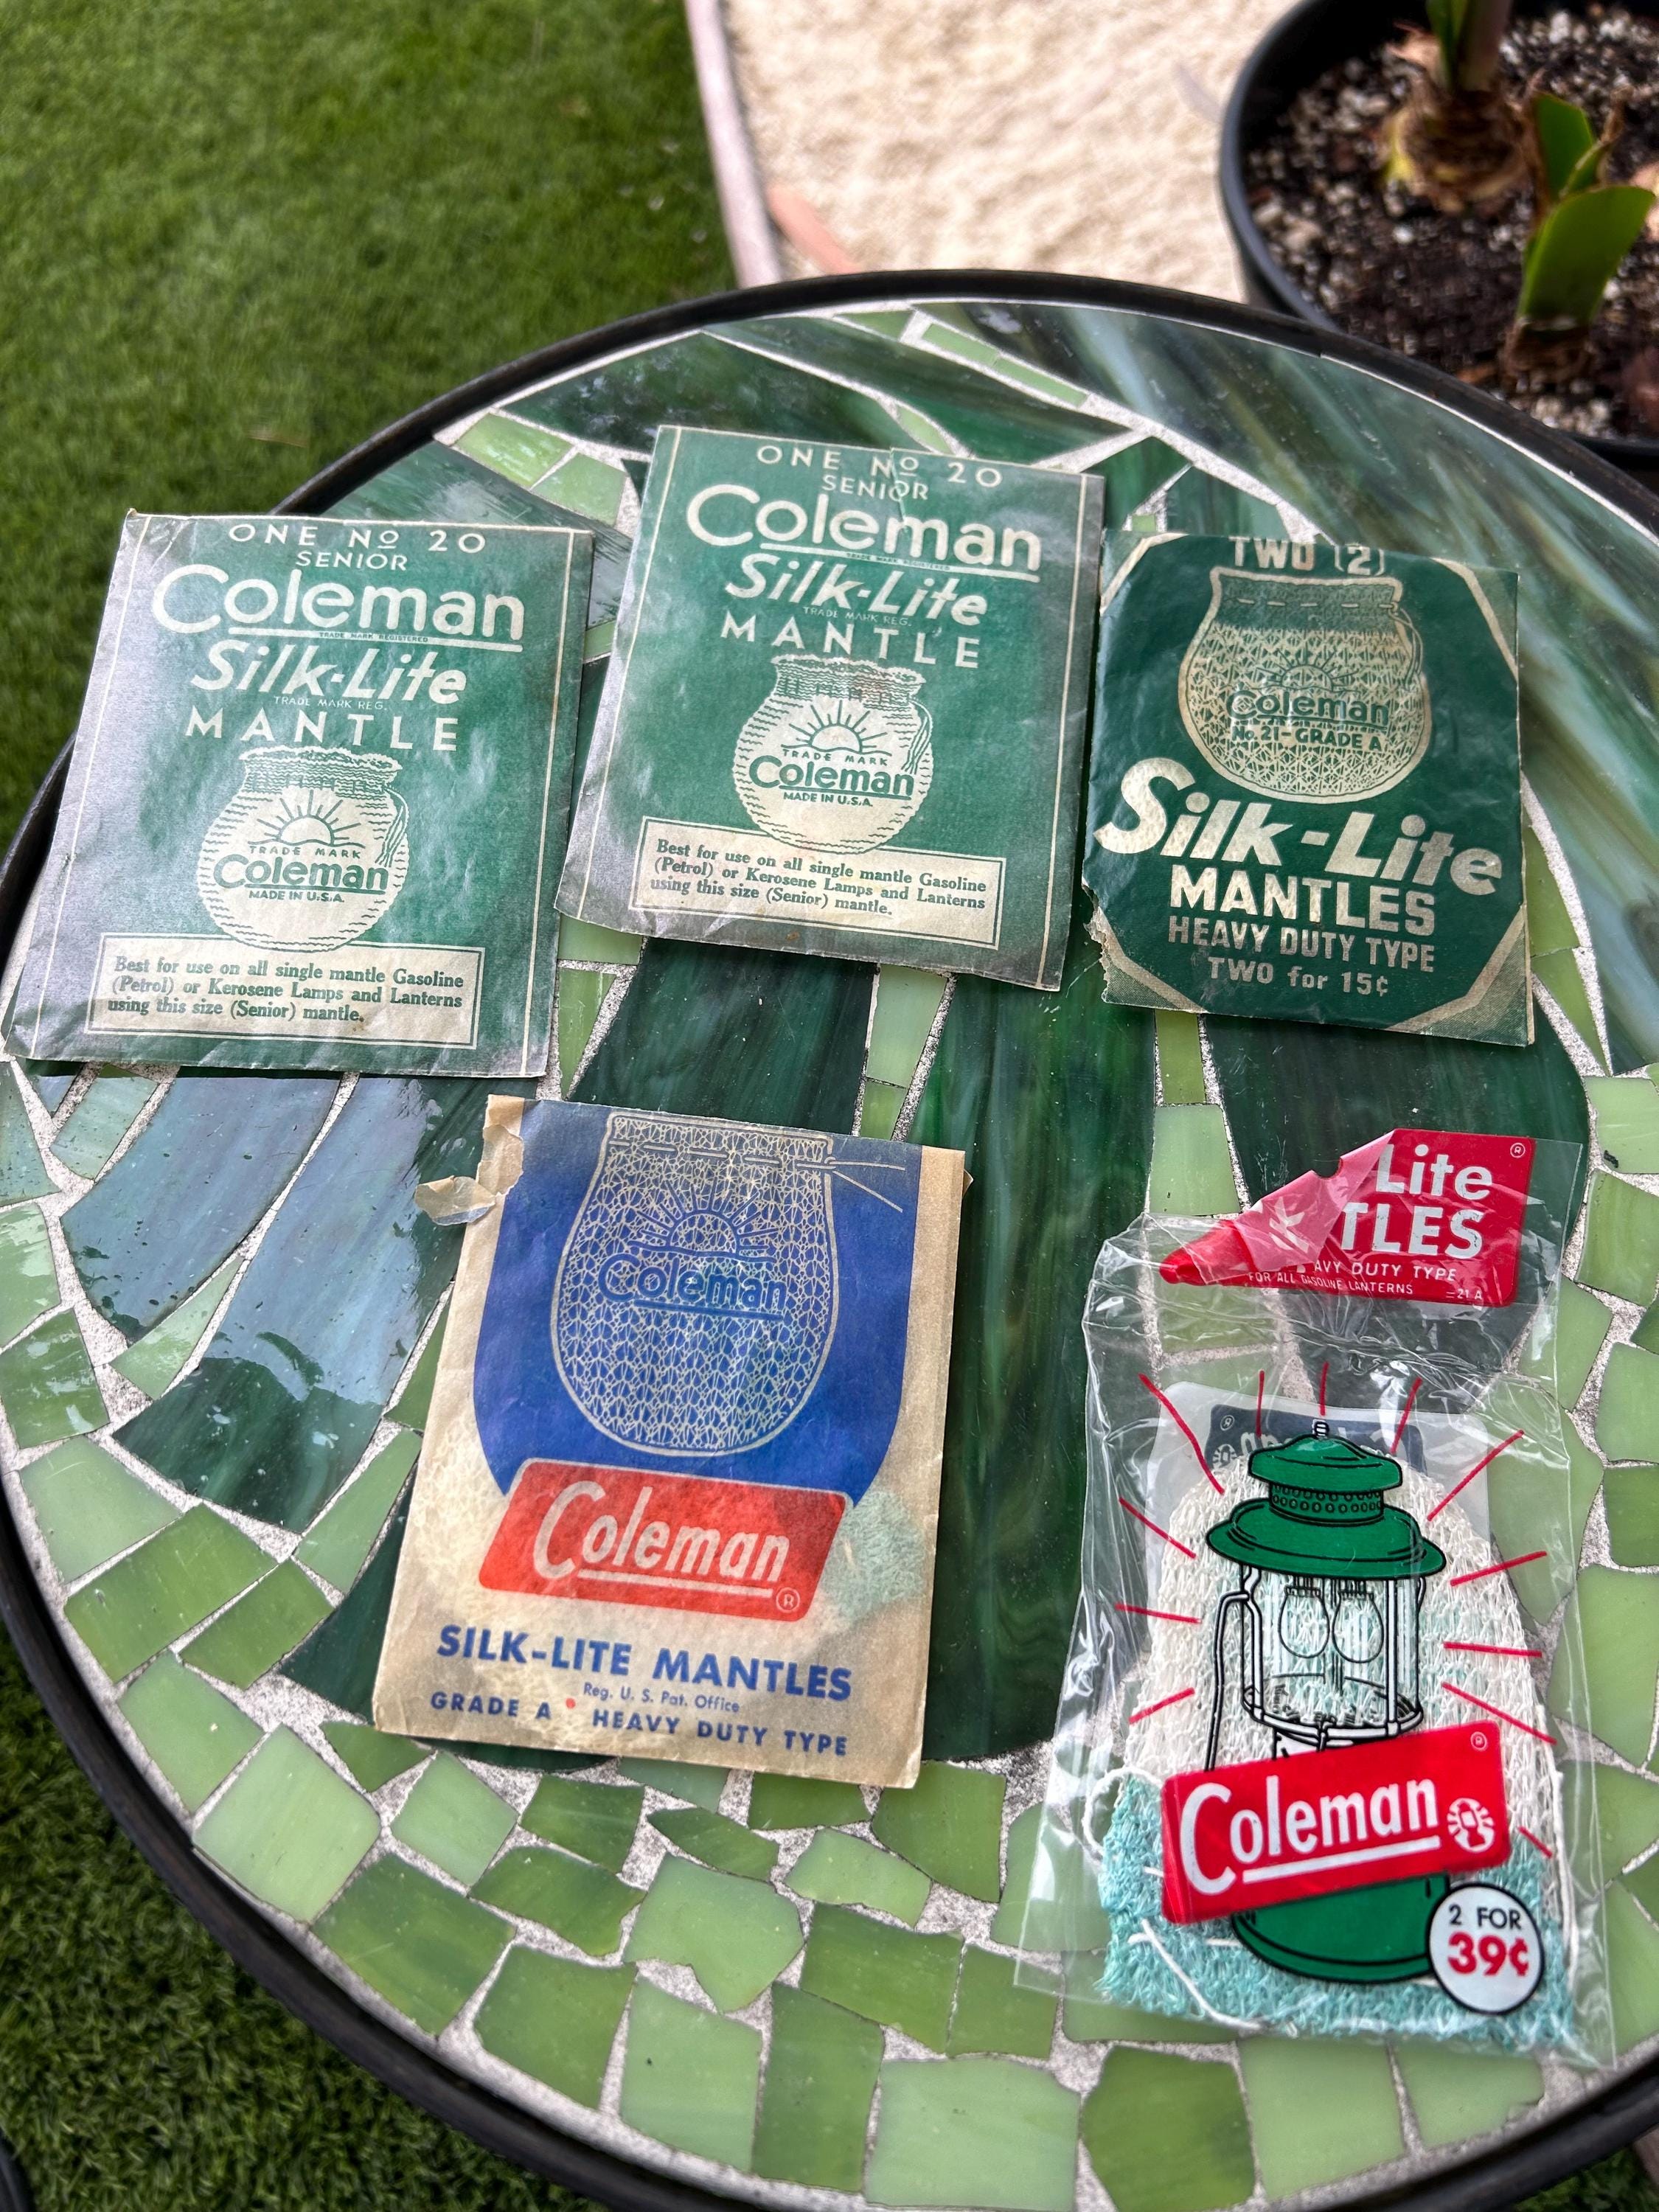 ONE Nº 20
SENIOR
Coleman
TRADE MARK REGISTERED
Silk-Lite
TRADE MARK REG.
MANTLE
TRADE MARK
Coleman
MADE IN U.S.A.
Best for use on all single mantle Gasoline
(Petrol) or Kerosene Lamps and Lanterns
using this size (Senior) mantle.
ONE Nº 20
SENIOR
Coleman
TRADE MARK REGISTERED
Silk-Lite
TRADE MARK REG.
MANTLE
TRADE MARK
Coleman
MADE IN U.S.A.
Best for use on all single mantle Gasoline
(Petrol) or Kerosene Lamps and Lanterns
using this size (Senior) mantle.
TWO (2)
Coleman
No. 21-GRADE A
Silk-Lite
MANTLES
HEAVY DUTY TYPE
TWO for 15¢
Coleman
Coleman
®
SILK-LITE MANTLES
Reg. U. S. Pat. Office
GRADE A • HEAVY DUTY TYPE
®
Lite
TLES
AVY DUTY TYPE
FOR ALL GASOLINE LANTERNS
21 A
®
Coleman
2 FOR
39¢